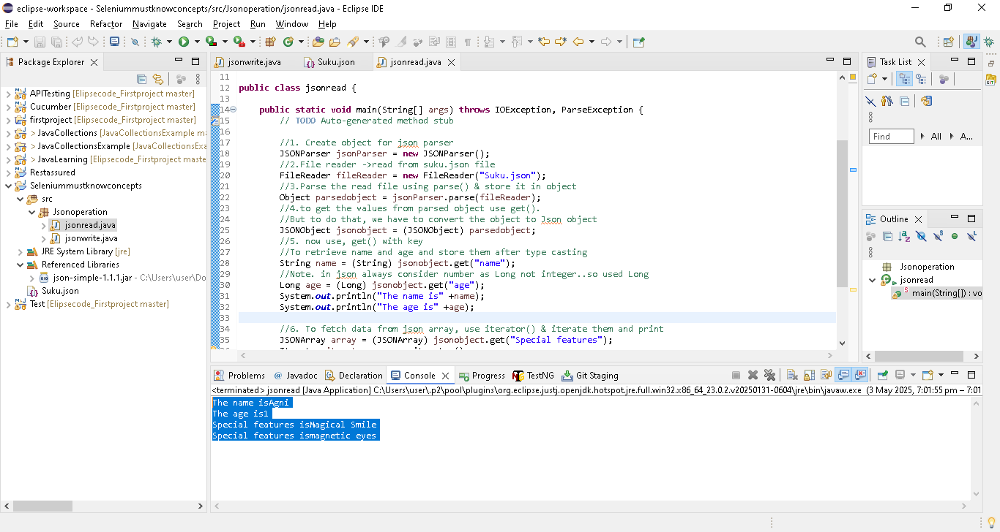 eclipse-workspace - Seleniummustknowconcepts/src/Jsonoperation/jsonread.java - Eclipse IDE
File Edit Source Refactor Navigate Search Project Run Window Help
Package Explorer
APITesting [Elipsecode_Firstproject master]
Cucumber [Elipsecode_Firstproject master]
firstproject [Elipsecode_Firstproject master]
> JavaCollections [JavaCollectionsExample ma
> JavaCollectionsExample [JavaCollectionsExa
> JavaLearning [Elipsecode_Firstproject maste
Restassured
Seleniummustknowconcepts
src
Jsonoperation
jsonread.java
jsonwrite.java
JRE System Library [jre]
Referenced Libraries
json-simple-1.1.1.jar - C:\Users\user\Do
Suku.json
Test [Elipsecode_Firstproject master]
jsonwrite.java Suku.json jsonread.java
11
12 public class jsonread {
13
14 public static void main(String[] args) throws IOException, ParseException {
15 // TODO Auto-generated method stub
16
17 //1. Create object for json parser
18 JSONParser jsonParser = new JSONParser();
19 //2.File reader ->read from suku.json file
20 FileReader fileReader = new FileReader("Suku.json");
21 //3.Parse the read file using parse() & store it in object
22 Object parsedobject = jsonParser.parse(fileReader);
23 //4.to get the values from parsed object use get().
24 //But to do that, we have to convert the object to Json object
25 JSONObject jsonobject = (JSONObject) parsedobject;
26 //5. now use, get() with key
27 //To retrieve name and age and store them after type casting
28 String name = (String) jsonobject.get("name");
29 //Note. in json always consider number as Long not integer..so used Long
30 Long age = (Long) jsonobject.get("age");
31 System.out.println("The name is" +name);
32 System.out.println("The age is" +age);
33
34 //6. To fetch data from json array, use iterator() & iterate them and print
35 JSONArray array = (JSONArray) jsonobject.get("Special features");
Problems Javadoc Declaration Console Progress TestNG Git Staging
<terminated> jsonread [Java Application] C:\Users\user\.p2\pool\plugins\org.eclipse.justj.openjdk.hotspot.jre.full.win32.x86_64_23.0.2.v20250131-0604\jre\bin\javaw.exe (3 May 2025, 7:01:55 pm – 7:01
The name isAgni
The age is1
Special features isMagical Smile
Special features ismagnetic eyes
Task List
Find All A...
Outline
Jsonoperation
jsonread
main(String[]) : vo